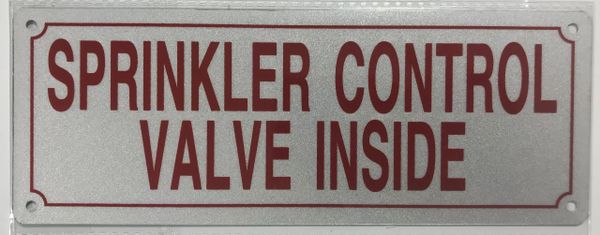 SPRINKLER CONTROL
VALVE INSIDE